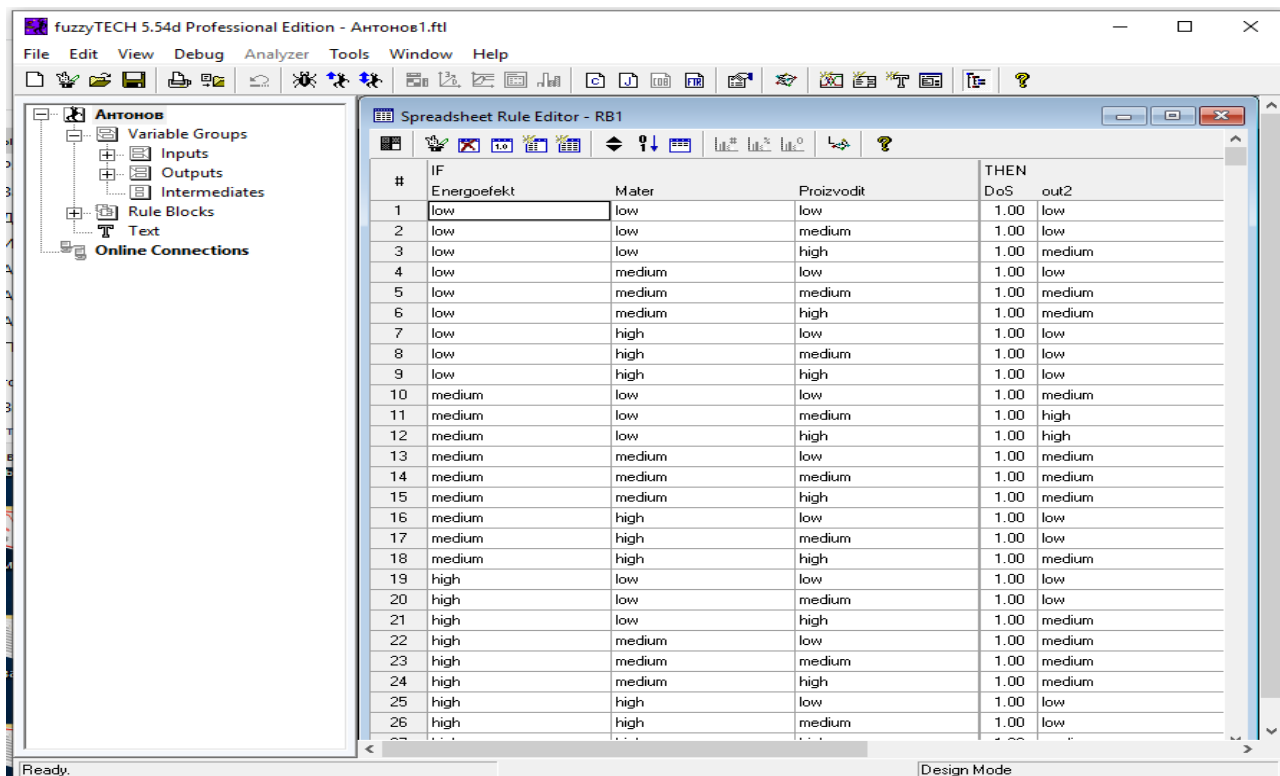 fuzzyTECH 5.54d Professional Edition - Антонов1.ftl
File Edit View Debug Analyzer Tools Window Help
Антонов
Variable Groups
Inputs
Outputs
Intermediates
Rule Blocks
Text
Online Connections
Spreadsheet Rule Editor - RB1
# IF THEN
Energoefekt Mater Proizvodit DoS out2
1 low low low 1.00 low
2 low low medium 1.00 low
3 low low high 1.00 medium
4 low medium low 1.00 low
5 low medium medium 1.00 medium
6 low medium high 1.00 medium
7 low high low 1.00 low
8 low high medium 1.00 low
9 low high high 1.00 low
10 medium low low 1.00 medium
11 medium low medium 1.00 high
12 medium low high 1.00 high
13 medium medium low 1.00 medium
14 medium medium medium 1.00 medium
15 medium medium high 1.00 medium
16 medium high low 1.00 low
17 medium high medium 1.00 low
18 medium high high 1.00 medium
19 high low low 1.00 low
20 high low medium 1.00 low
21 high low high 1.00 medium
22 high medium low 1.00 medium
23 high medium medium 1.00 medium
24 high medium high 1.00 medium
25 high high low 1.00 low
26 high high medium 1.00 low
Ready. Design Mode